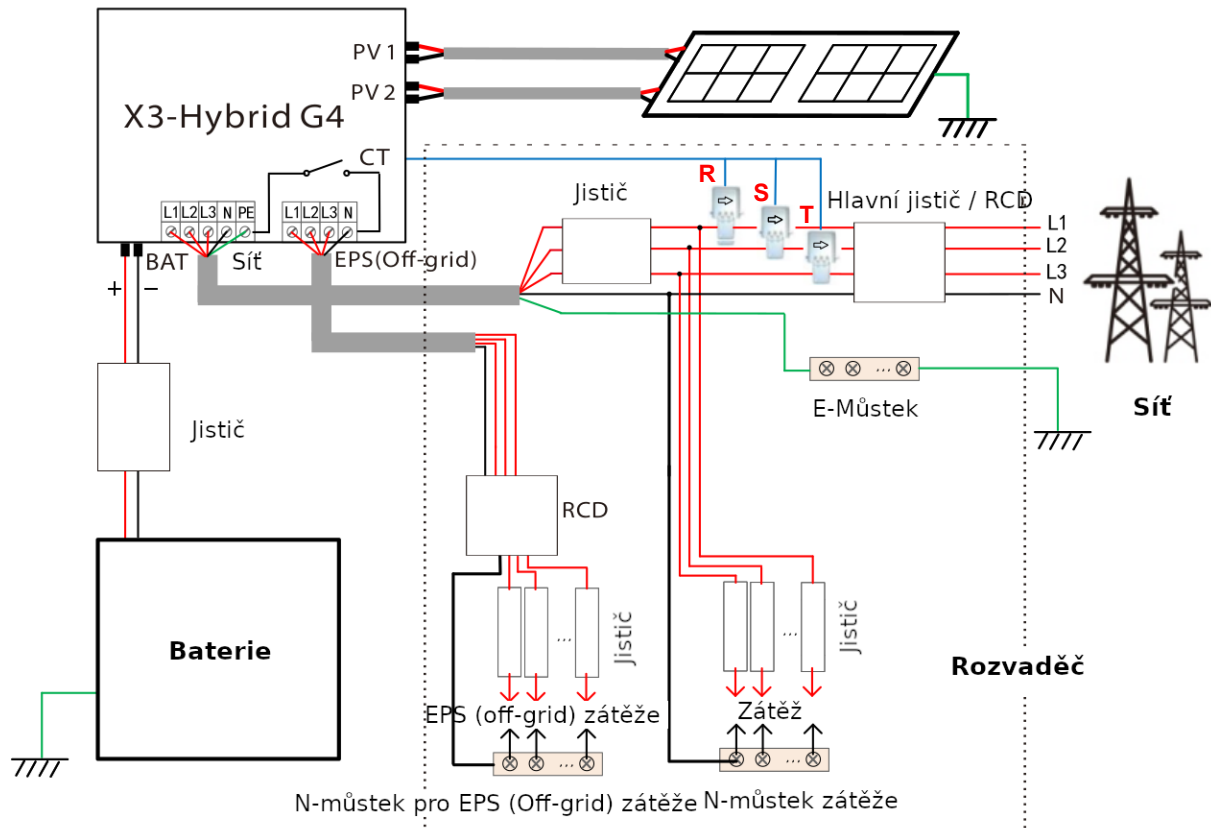 PV 1
PV 2
X3-Hybrid G4
CT
R
S
T
Jistič
Hlavní jistič / RCD
L1 L2 L3 N PE
L1 L2 L3 N
L1
L2
L3
N
BAT
Síť
EPS(Off-grid)
+ −
...
E-Můstek
Síť
Jistič
RCD
Baterie
... Jistič
... Jistič
Rozvaděč
EPS (off-grid) zátěže
Zátěž
...
...
N-můstek pro EPS (Off-grid) zátěže
N-můstek zátěže